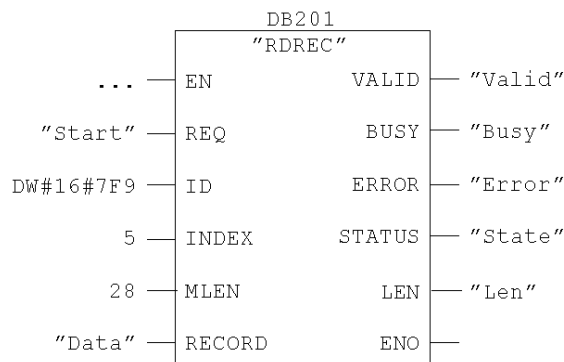 DB201
"RDREC"
... EN VALID "Valid"
"Start" REQ BUSY "Busy"
DW#16#7F9 ID ERROR "Error"
5 INDEX STATUS "State"
28 MLEN LEN "Len"
"Data" RECORD ENO